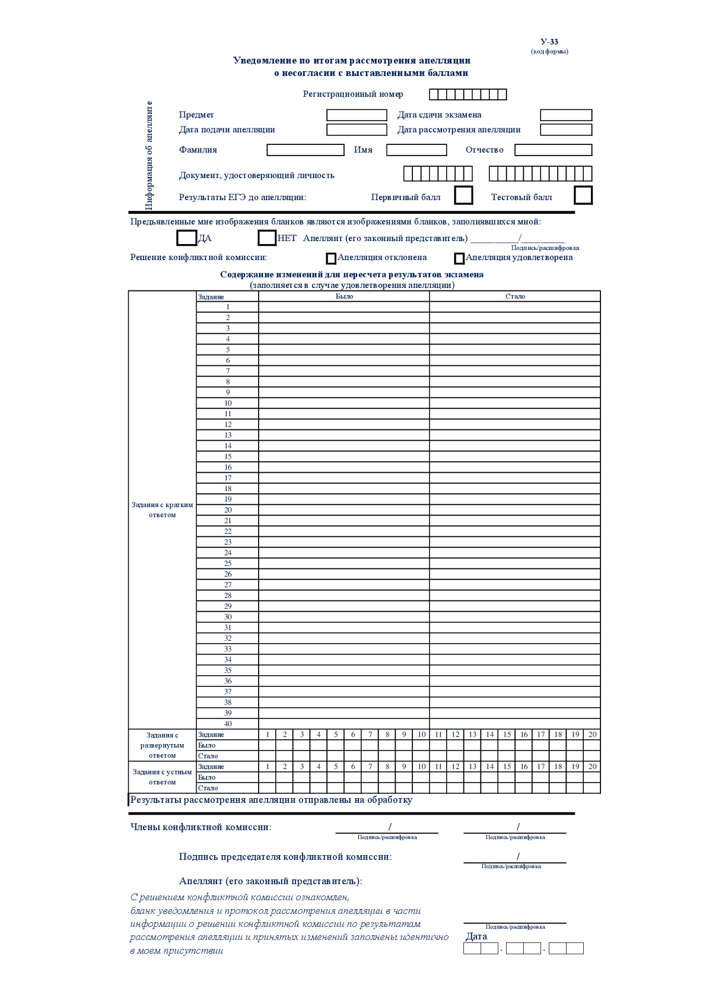 У-33
(код формы)
Уведомление по итогам рассмотрения апелляции
о несогласии с выставленными баллами
Регистрационный номер
Информация об апеллянте
Предмет Дата сдачи экзамена
Дата подачи апелляции Дата рассмотрения апелляции
Фамилия Имя Отчество
Документ, удостоверяющий личность
Результаты ЕГЭ до апелляции: Первичный балл Тестовый балл
Предьявленные мне изображения бланков являются изображениями бланков, заполнявшихся мной:
ДА НЕТ Апеллянт (его законный представитель) __________/_________
Подпись/расшифровка
Решение конфликтной комиссии: Апелляция отклонена Апелляция удовлетворена
Содержание изменений для пересчета результатов экзамена
(заполняется в случае удовлетворения апелляции)
Задание Было Стало
1
2
3
4
5
6
7
8
9
10
11
12
13
14
15
16
17
18
19
Задания с кратким
20
ответом
21
22
23
24
25
26
27
28
29
30
31
32
33
34
35
36
37
38
39
40
Задания с Задание 1 2 3 4 5 6 7 8 9 10 11 12 13 14 15 16 17 18 19 20
развернутым Было
ответом Стало
Задание 1 2 3 4 5 6 7 8 9 10 11 12 13 14 15 16 17 18 19 20
Задания с устным Было
ответом Стало
Результаты рассмотрения апелляции отправлены на обработку
Члены конфликтной комиссии: / /
Подпись/расшифровка Подпись/расшифровка
Подпись председателя конфликтной комиссии: /
Подпись/расшифровка
Апеллянт (его законный представитель):
С решением конфликтной комиссии ознакомлен,
бланк уведомления и протокол рассмотрения апелляции в части
информации о решении конфликтной комиссии по результатам
Подпись/расшифровка
рассмотрения апелляции и принятых изменений заполнены идентично Дата
в моем присутствии . .